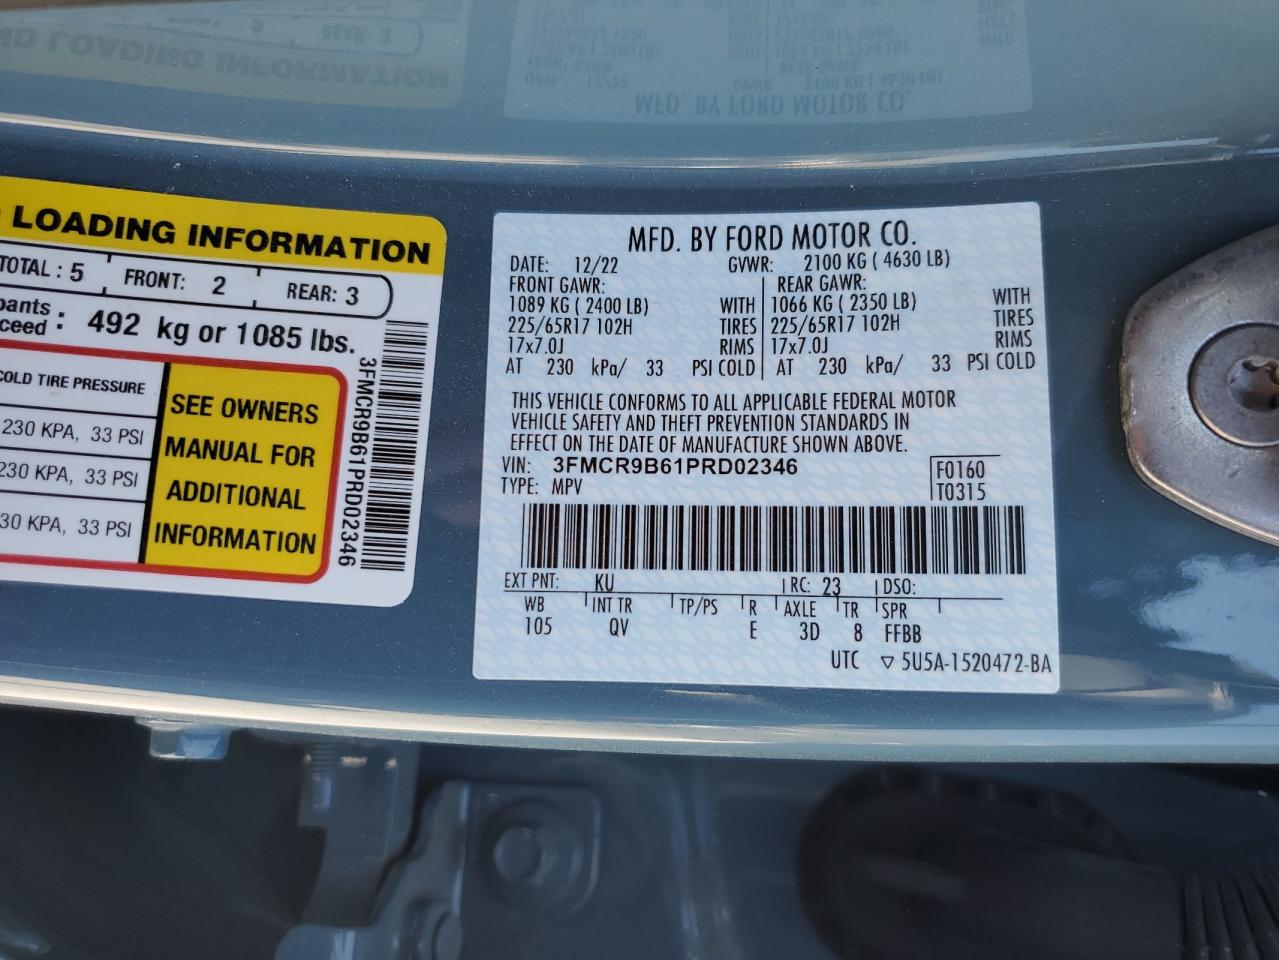 LOADING INFORMATION
TOTAL : 5 FRONT: 2 REAR: 3
492 kg or 1085 lbs.
COLD TIRE PRESSURE
230 KPA, 33 PSI
230 KPA, 33 PSI
30 KPA, 33 PSI
SEE OWNERS
MANUAL FOR
ADDITIONAL
INFORMATION
3FMCR9B61PRD02346
MFD. BY FORD MOTOR CO.
DATE: 12/22 GVWR: 2100 KG ( 4630 LB)
FRONT GAWR: REAR GAWR:
1089 KG ( 2400 LB) WITH 1066 KG ( 2350 LB) WITH
225/65R17 102H TIRES 225/65R17 102H TIRES
17x7.0J RIMS 17x7.0J RIMS
AT 230 kPa/ 33 PSI COLD AT 230 kPa/ 33 PSI COLD
THIS VEHICLE CONFORMS TO ALL APPLICABLE FEDERAL MOTOR
VEHICLE SAFETY AND THEFT PREVENTION STANDARDS IN
EFFECT ON THE DATE OF MANUFACTURE SHOWN ABOVE.
VIN: 3FMCR9B61PRD02346 F0160
TYPE: MPV T0315
EXT PNT: KU RC: 23 DSO:
WB INT TR TP/PS R AXLE TR SPR
105 QV E 3D 8 FFBB
UTC ▽ 5U5A-1520472-BA